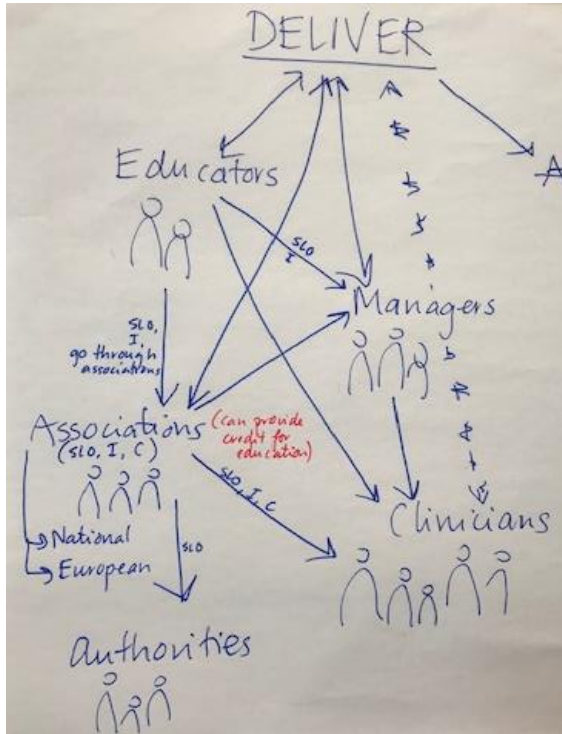 DELIVER
Educators
A
SLO
I
Managers
SLO,
I,
go through
associations
Associations
(SLO, I, C)
(can provide
credit for
education)
SLO, I, C
Clinicians
National
European
SLO
Authorities